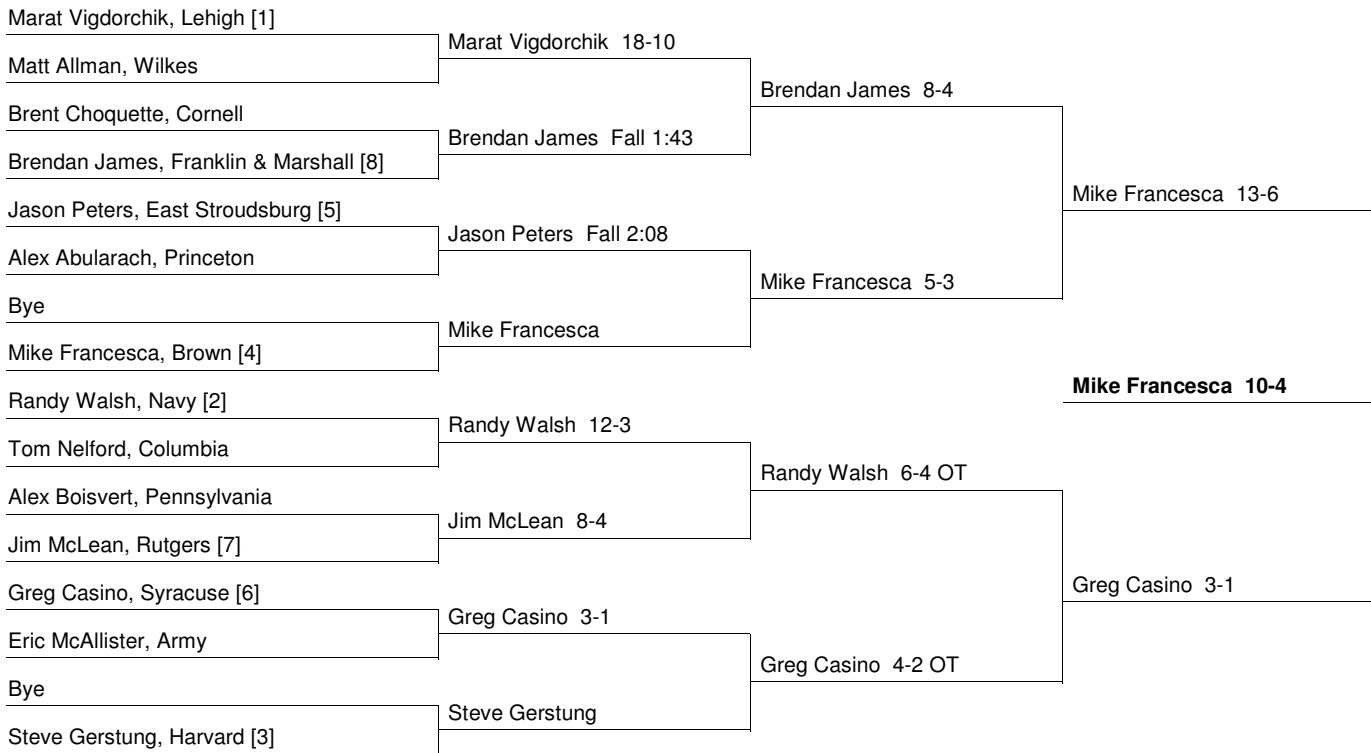 Marat Vigdorchik, Lehigh [1]
Matt Allman, Wilkes
Brent Choquette, Cornell
Brendan James, Franklin & Marshall [8]
Jason Peters, East Stroudsburg [5]
Alex Abularach, Princeton
Bye
Mike Francesca, Brown [4]
Randy Walsh, Navy [2]
Tom Nelford, Columbia
Alex Boisvert, Pennsylvania
Jim McLean, Rutgers [7]
Greg Casino, Syracuse [6]
Eric McAllister, Army
Bye
Steve Gerstung, Harvard [3]
Marat Vigdorchik 18-10
Brendan James Fall 1:43
Jason Peters Fall 2:08
Mike Francesca
Randy Walsh 12-3
Jim McLean 8-4
Greg Casino 3-1
Steve Gerstung
Brendan James 8-4
Mike Francesca 5-3
Randy Walsh 6-4 OT
Greg Casino 4-2 OT
Mike Francesca 13-6
Greg Casino 3-1
Mike Francesca 10-4